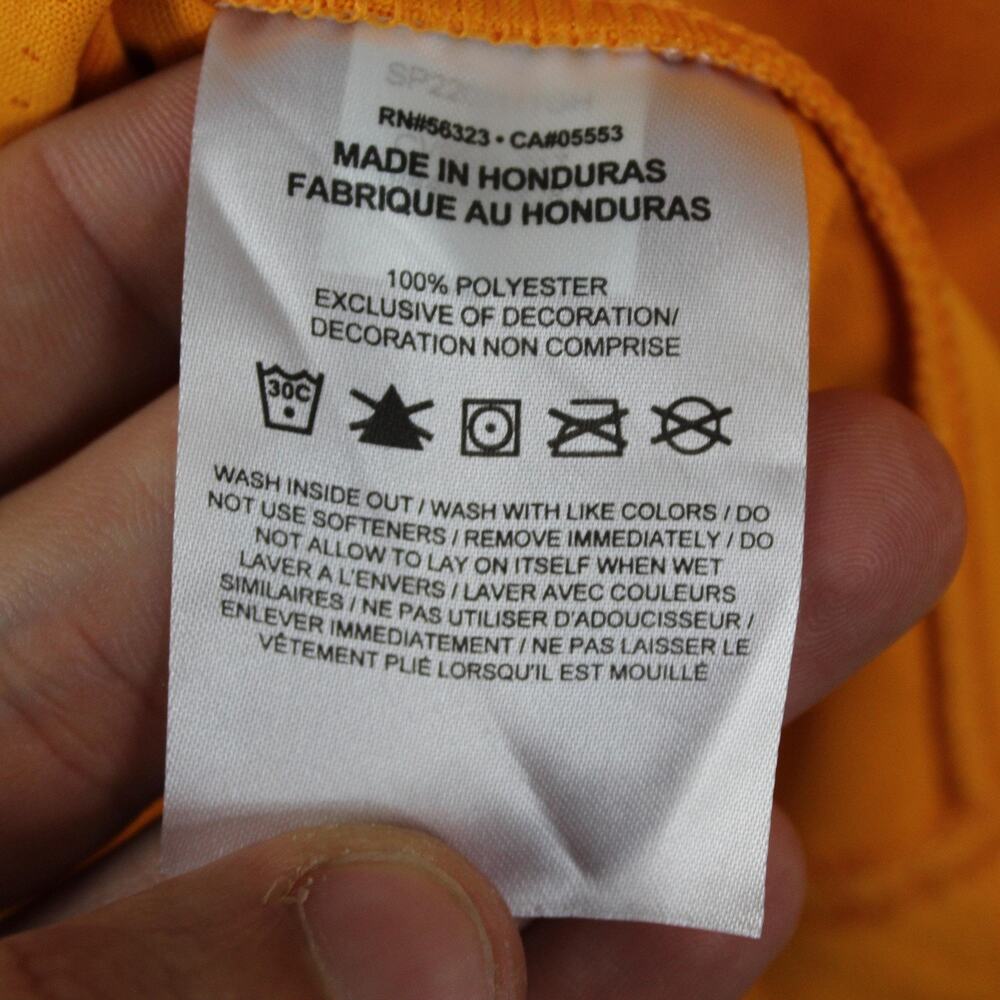 RN#56323 • CA#05553
MADE IN HONDURAS
FABRIQUE AU HONDURAS
100% POLYESTER
EXCLUSIVE OF DECORATION/
DECORATION NON COMPRISE
30C
WASH INSIDE OUT / WASH WITH LIKE COLORS / DO
NOT USE SOFTENERS / REMOVE IMMEDIATELY / DO
NOT ALLOW TO LAY ON ITSELF WHEN WET
LAVER A L'ENVERS / LAVER AVEC COULEURS
SIMILAIRES / NE PAS UTILISER D'ADOUCISSEUR /
ENLEVER IMMEDIATEMENT / NE PAS LAISSER LE
VÊTEMENT PLIÉ LORSQU'IL EST MOUILLÉ